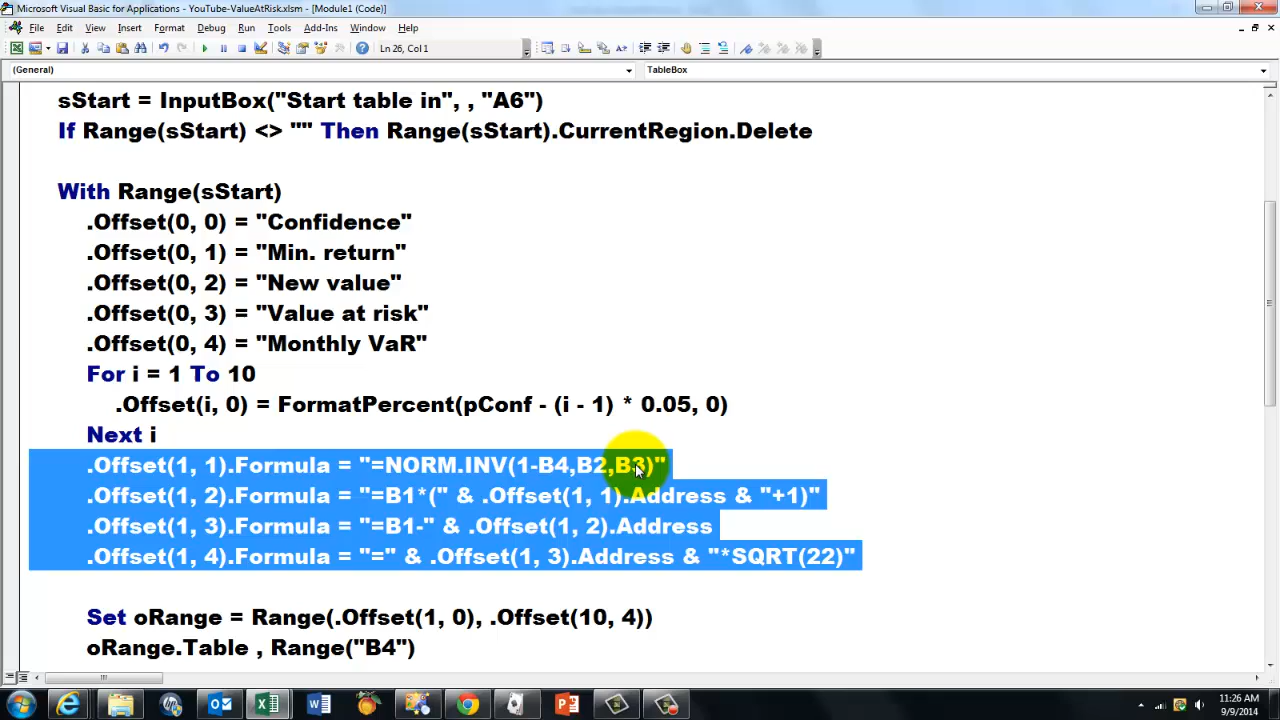 Microsoft Visual Basic for Applications - YouTube-ValueAtRisk.xlsm - [Module1 (Code)]
File Edit View Insert Format Debug Run Tools Add-Ins Window Help
Ln 26, Col 1
(General) TableBox
sStart = InputBox("Start table in", , "A6")
If Range(sStart) <> "" Then Range(sStart).CurrentRegion.Delete
With Range(sStart)
.Offset(0, 0) = "Confidence"
.Offset(0, 1) = "Min. return"
.Offset(0, 2) = "New value"
.Offset(0, 3) = "Value at risk"
.Offset(0, 4) = "Monthly VaR"
For i = 1 To 10
.Offset(i, 0) = FormatPercent(pConf - (i - 1) * 0.05, 0)
Next i
.Offset(1, 1).Formula = "=NORM.INV(1-B4,B2,B3)"
.Offset(1, 2).Formula = "=B1*(" & .Offset(1, 1).Address & "+1)"
.Offset(1, 3).Formula = "=B1-" & .Offset(1, 2).Address
.Offset(1, 4).Formula = "=" & .Offset(1, 3).Address & "*SQRT(22)"
Set oRange = Range(.Offset(1, 0), .Offset(10, 4))
oRange.Table , Range("B4")
11:26 AM
9/9/2014